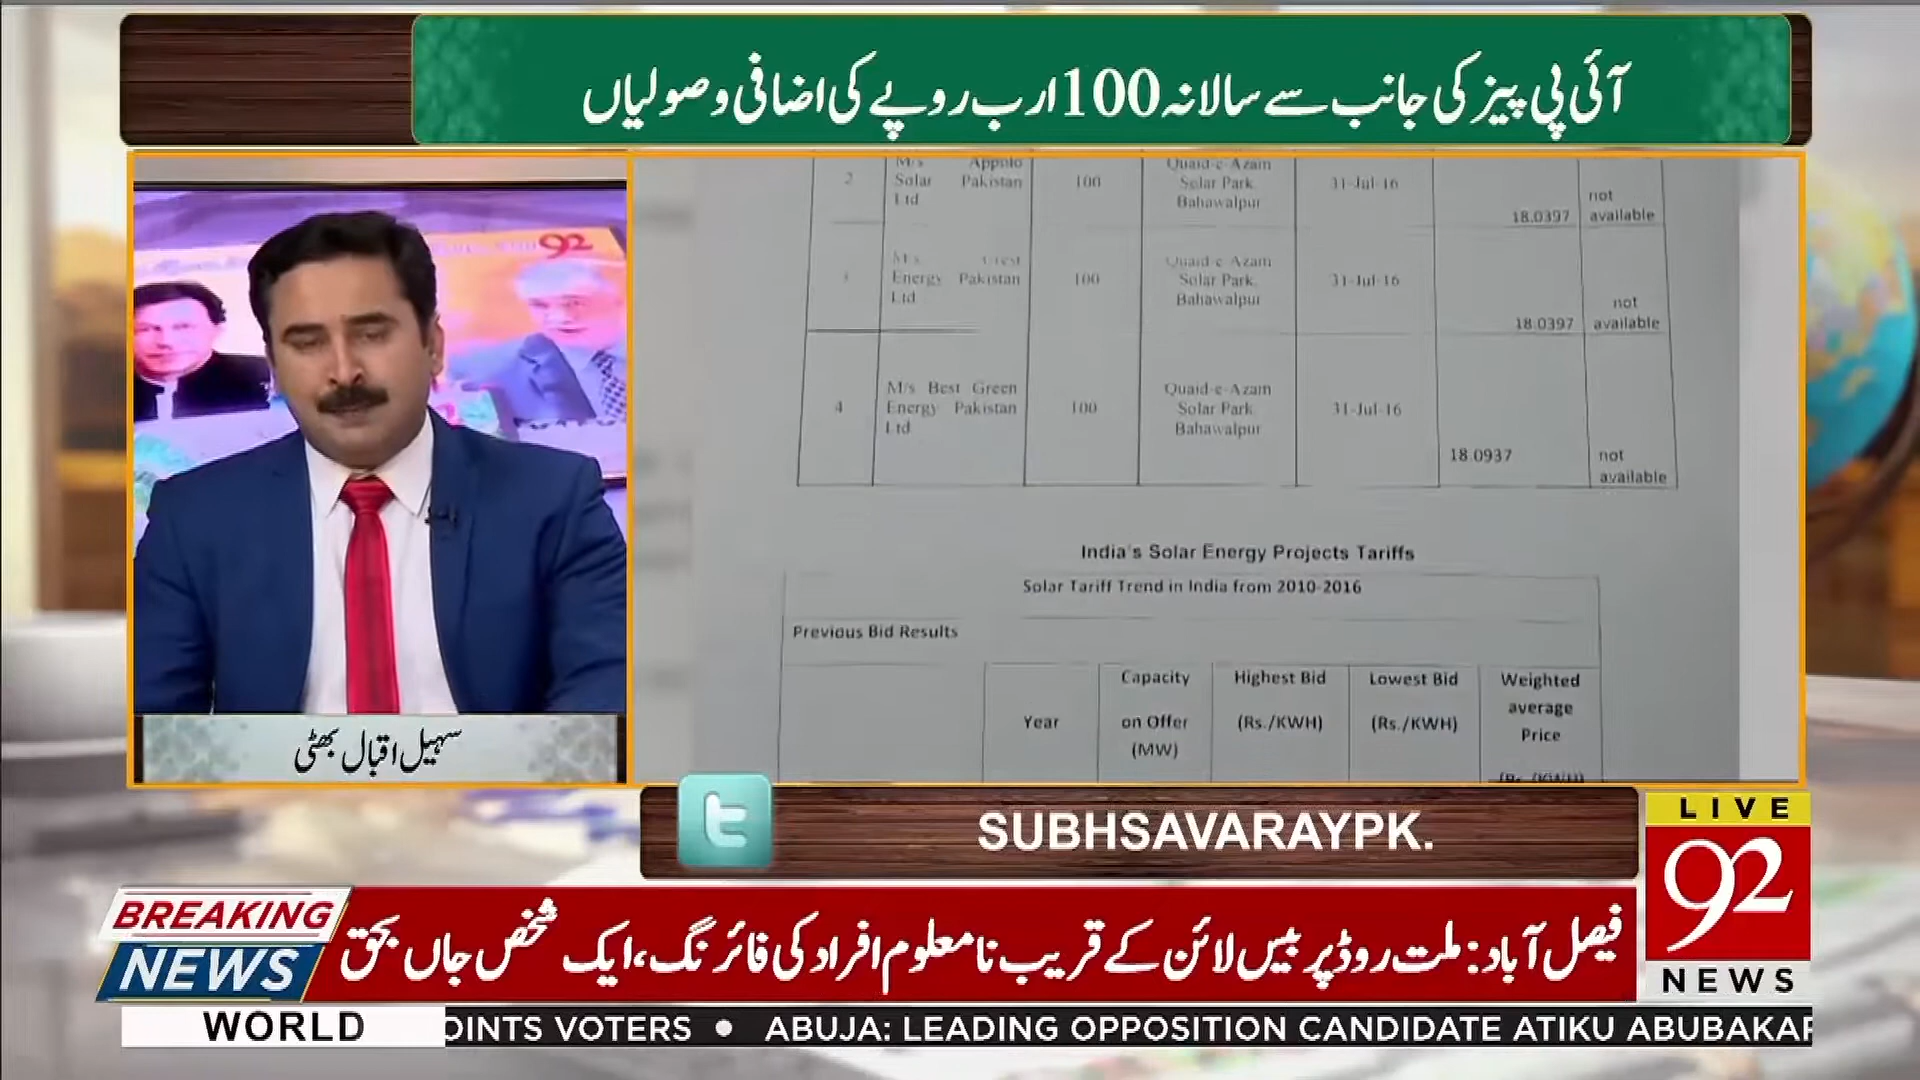 آئی پی پیز کی جانب سے سالانہ 100 ارب روپے کی اضافی وصولیاں
92
2
M/s Appolo
Solar Pakistan
Ltd
100
Quaid-e-Azam
Solar Park,
Bahawalpur
31-Jul-16
18.0397
not
available
Energy Pakistan
Ltd
100
Quaid-e-Azam
Solar Park,
Bahawalpur
31-Jul-16
18.0397
not
available
4
M/s Best Green
Energy Pakistan
Ltd
100
Quaid-e-Azam
Solar Park
Bahawalpur
31-Jul-16
18.0937
not
available
India's Solar Energy Projects Tariffs
Solar Tariff Trend in India from 2010-2016
Previous Bid Results
Year
Capacity
on Offer
(MW)
Highest Bid
(Rs./KWH)
Lowest Bid
(Rs./KWH)
Weighted
average
Price
(Rs./KWH)
سہیل اقبال بھٹی
SUBHSAVARAYPK.
LIVE
92
NEWS
BREAKING
NEWS
فیصل آباد: ملت روڈ پر بیس لائن کے قریب نامعلوم افراد کی فائرنگ، ایک شخص جاں بحق
WORLD
OINTS VOTERS • ABUJA: LEADING OPPOSITION CANDIDATE ATIKU ABUBAKAR